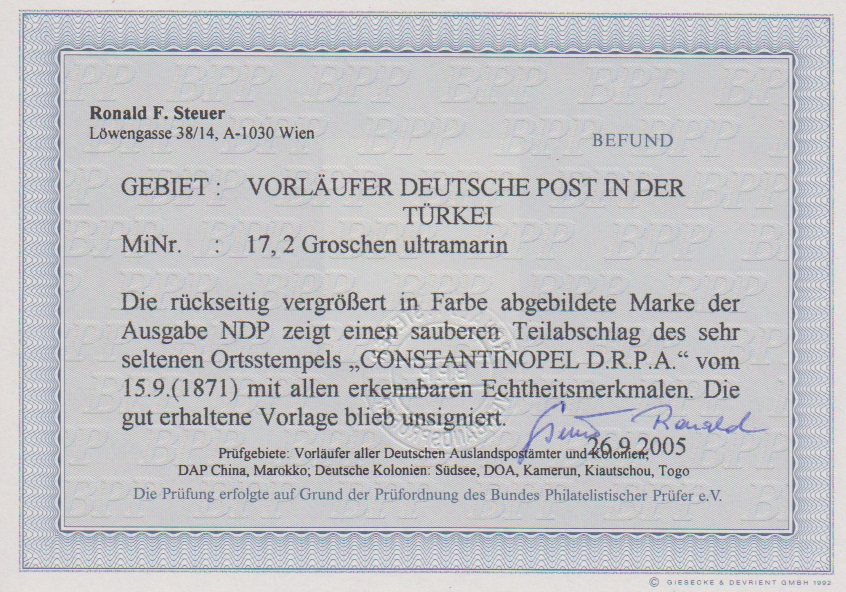 Ronald F. Steuer
Löwengasse 38/14, A-1030 Wien
BEFUND
GEBIET : VORLÄUFER DEUTSCHE POST IN DER
TÜRKEI
MiNr. : 17, 2 Groschen ultramarin
Die rückseitig vergrößert in Farbe abgebildete Marke der
Ausgabe NDP zeigt einen sauberen Teilabschlag des sehr
seltenen Ortsstempels „CONSTANTINOPEL D.R.P.A.“ vom
15.9.(1871) mit allen erkennbaren Echtheitsmerkmalen. Die
gut erhaltene Vorlage blieb unsigniert.
Steuer Ronald
26.9.2005
Prüfgebiete: Vorläufer aller Deutschen Auslandspostämter und Kolonien;
DAP China, Marokko; Deutsche Kolonien: Südsee, DOA, Kamerun, Kiautschou, Togo
Die Prüfung erfolgte auf Grund der Prüfordnung des Bundes Philatelistischer Prüfer e.V.
© GIESECKE & DEVRIENT GMBH 1992